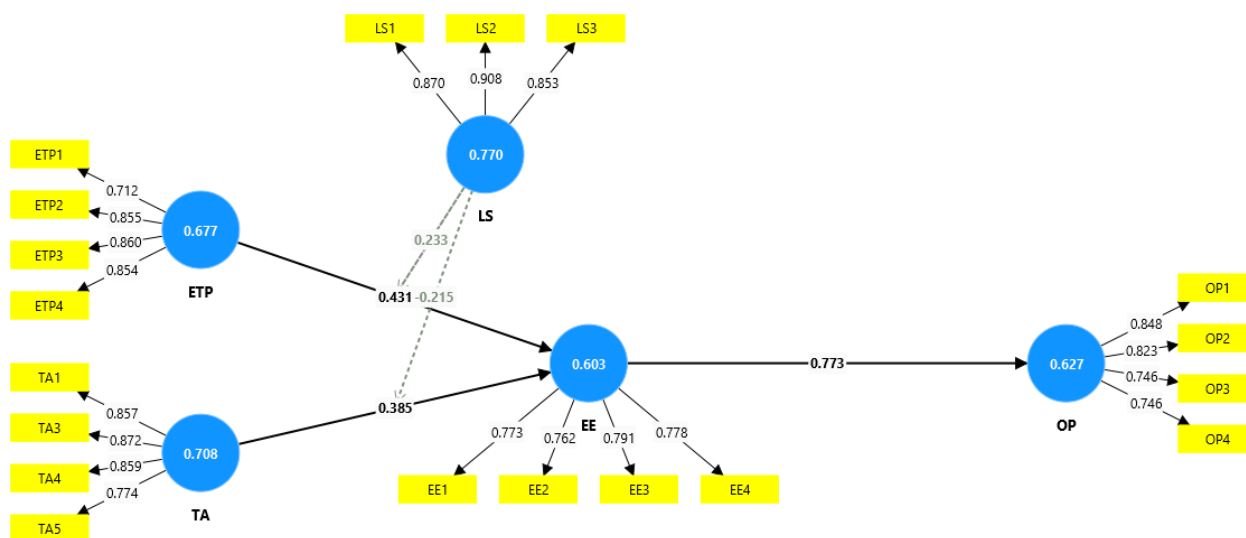 LS1
LS2
LS3
0.870
0.908
0.853
0.770
LS
ETP1
ETP2
ETP3
ETP4
0.712
0.855
0.860
0.854
0.677
ETP
0.233
0.431
-0.215
0.385
TA1
TA3
TA4
TA5
0.857
0.872
0.859
0.774
0.708
TA
0.603
EE
0.773
0.762
0.791
0.778
EE1
EE2
EE3
EE4
0.773
0.627
OP
0.848
0.823
0.746
0.746
OP1
OP2
OP3
OP4